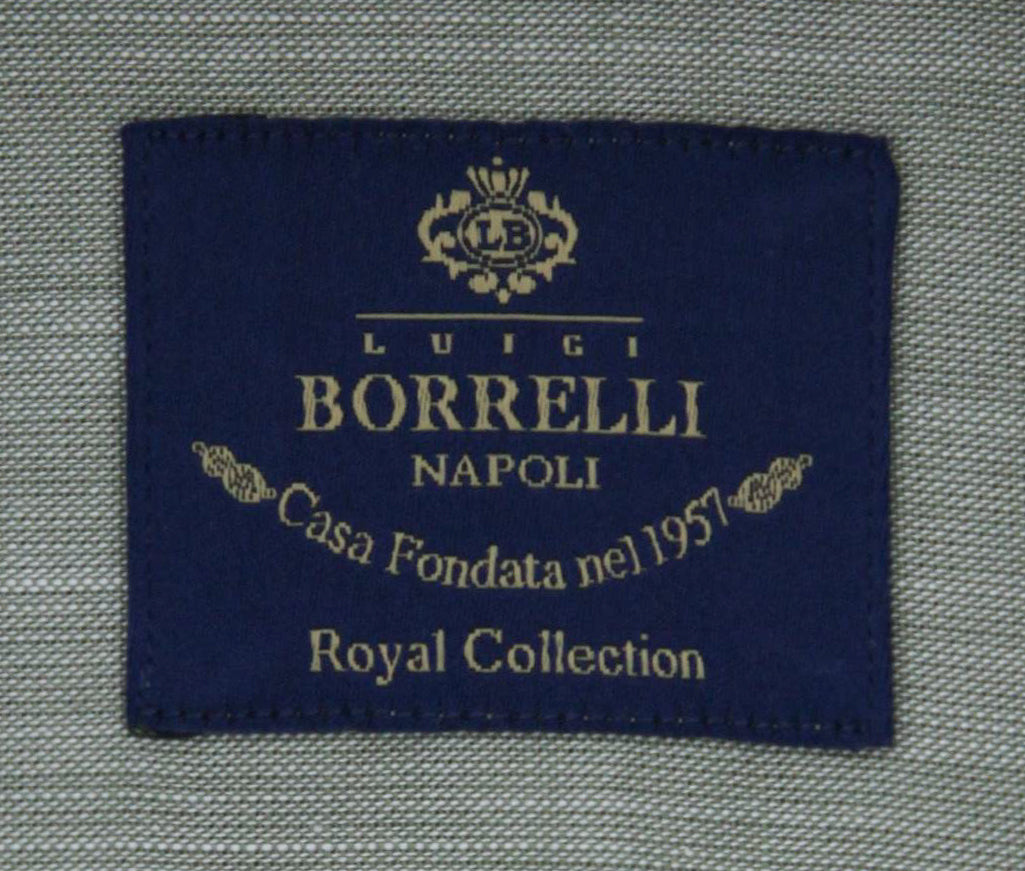 LB
LUIGI
BORRELLI
NAPOLI
Casa Fondata nel 1957
Royal Collection